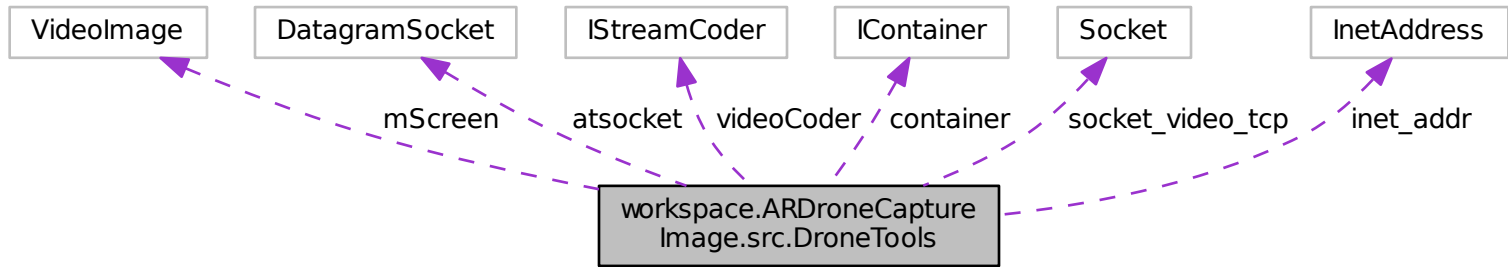 VideoImage
DatagramSocket
IStreamCoder
IContainer
Socket
InetAddress
mScreen
atsocket
videoCoder
container
socket_video_tcp
inet_addr
workspace.ARDroneCapture
Image.src.DroneTools